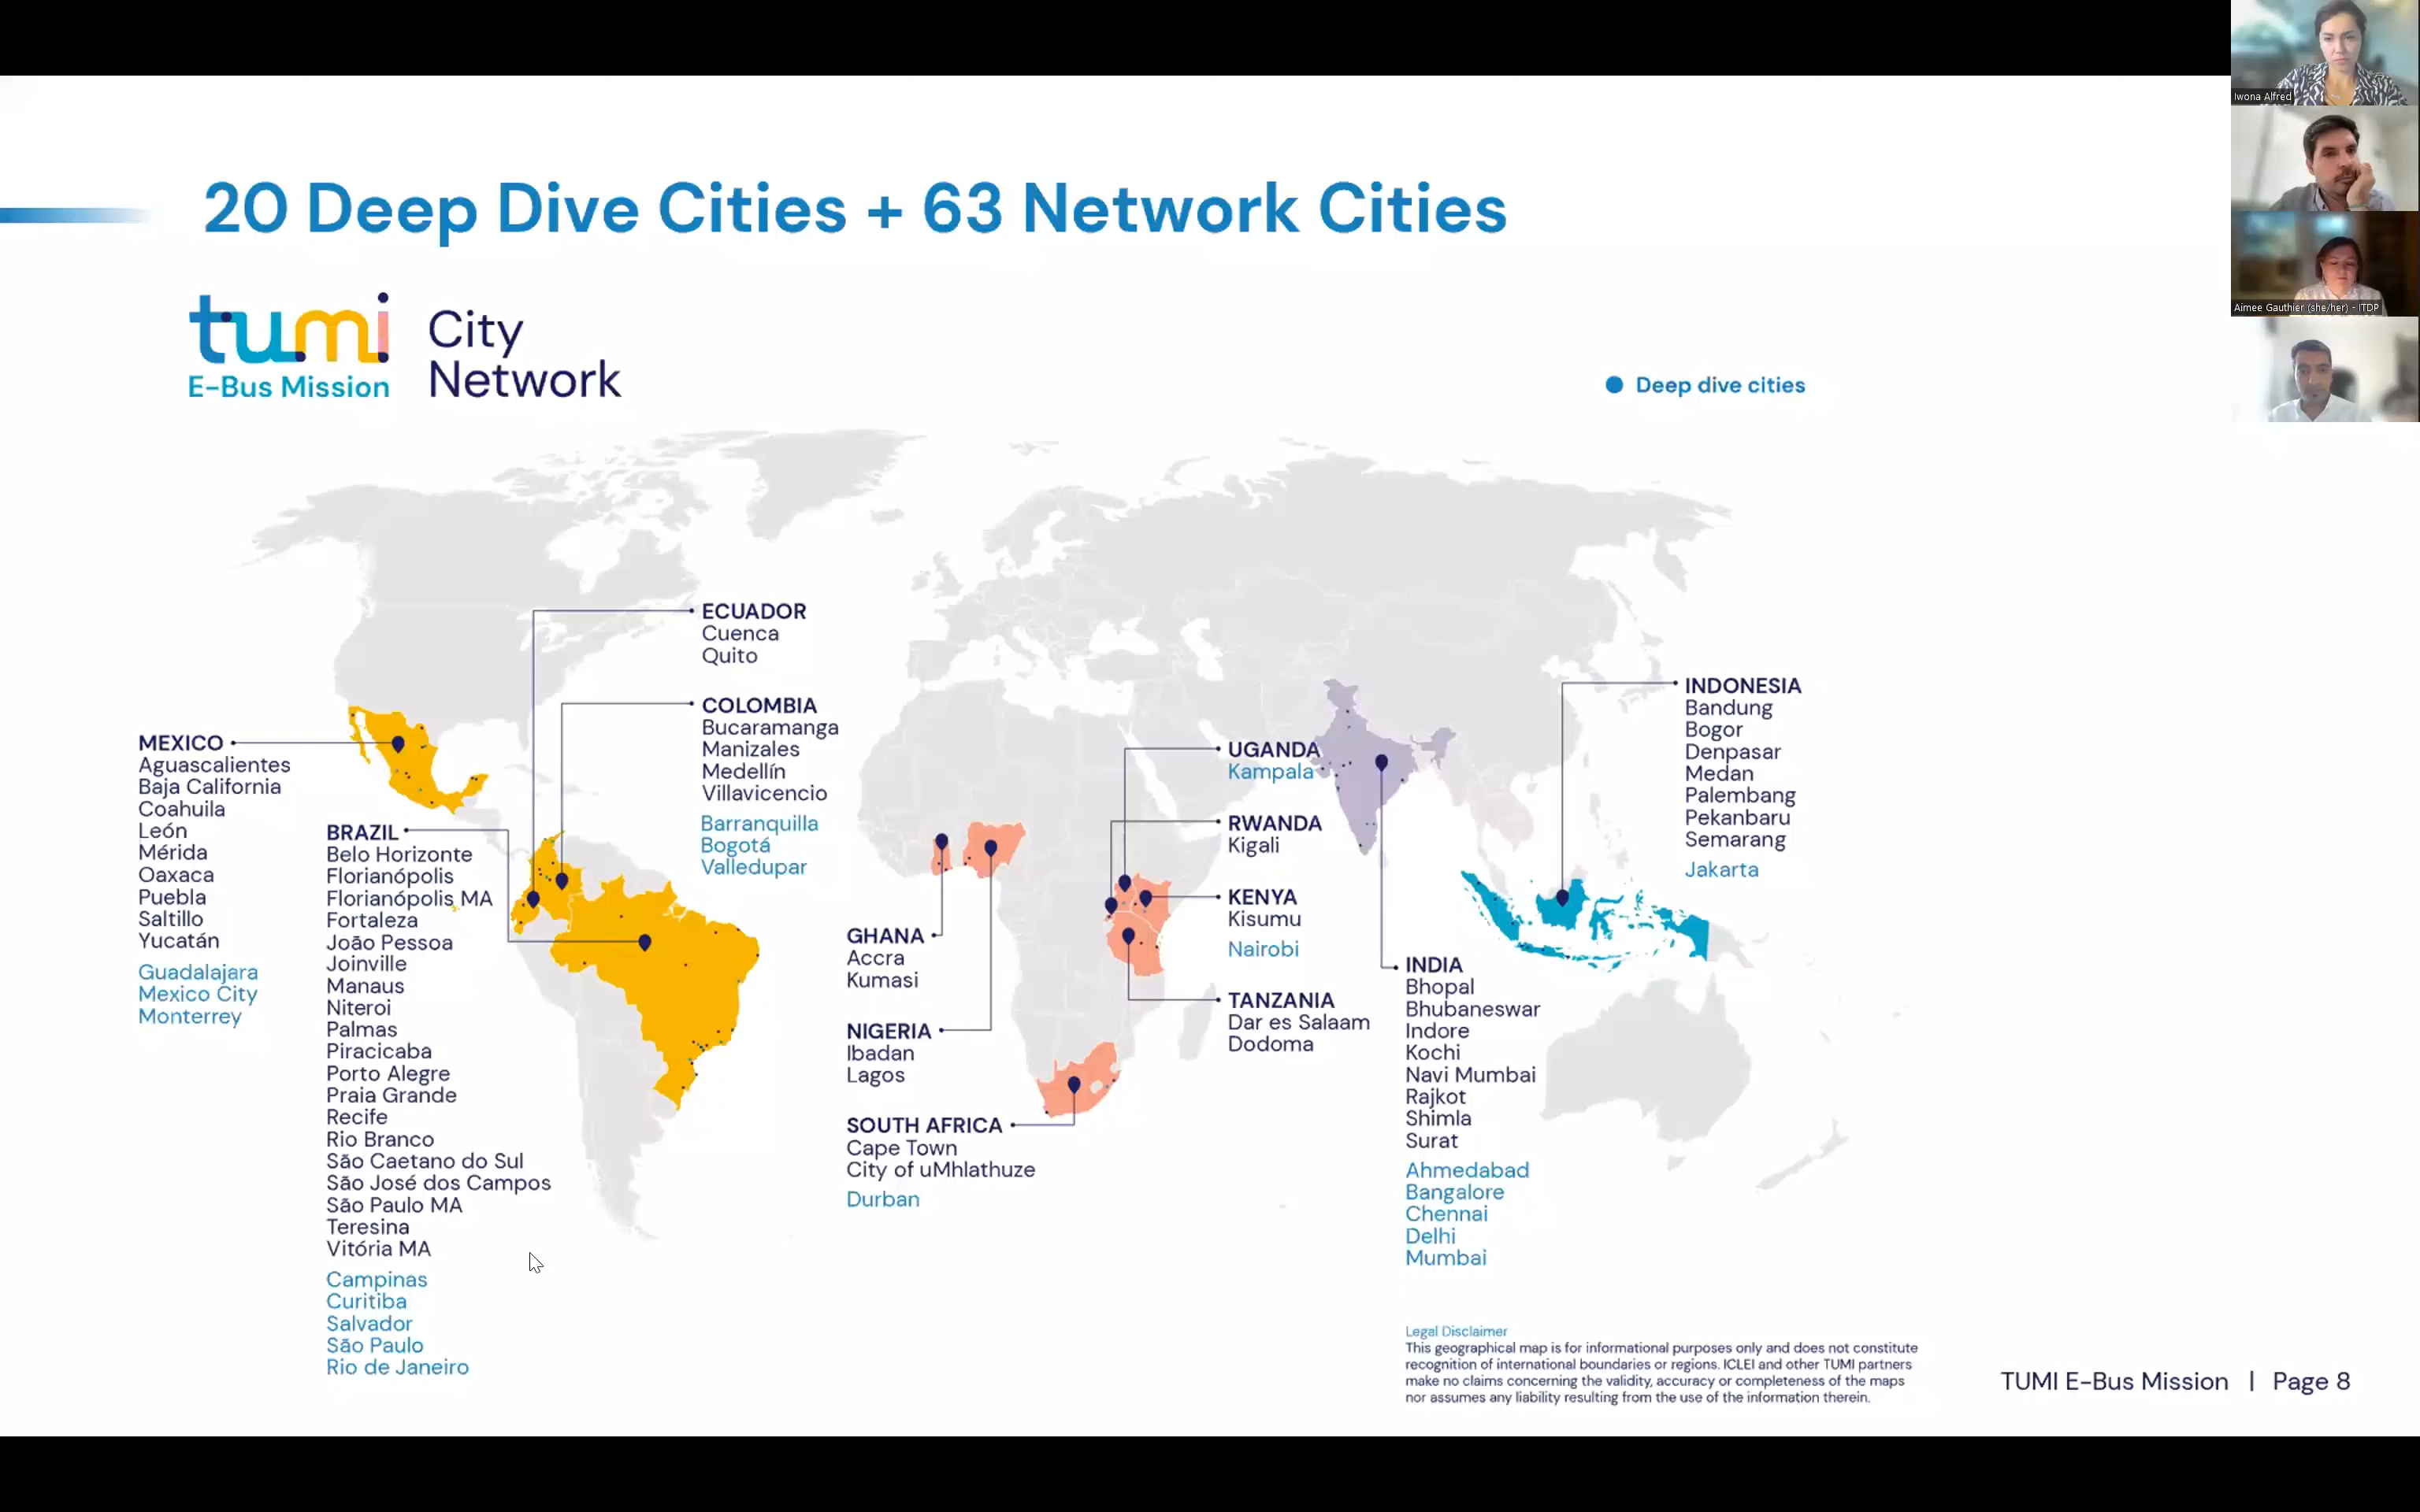 20 Deep Dive Cities + 63 Network Cities
tumi
E-Bus Mission
City
Network
Deep dive cities
MEXICO
Aguascalientes
Baja California
Coahuila
León
Mérida
Oaxaca
Puebla
Saltillo
Yucatán
Guadalajara
Mexico City
Monterrey
BRAZIL
Belo Horizonte
Florianópolis
Florianópolis MA
Fortaleza
João Pessoa
Joinville
Manaus
Niteroi
Palmas
Piracicaba
Porto Alegre
Praia Grande
Recife
Rio Branco
São Caetano do Sul
São José dos Campos
São Paulo MA
Teresina
Vitória MA
Campinas
Curitiba
Salvador
São Paulo
Rio de Janeiro
ECUADOR
Cuenca
Quito
COLOMBIA
Bucaramanga
Manizales
Medellín
Villavicencio
Barranquilla
Bogotá
Valledupar
GHANA
Accra
Kumasi
NIGERIA
Ibadan
Lagos
SOUTH AFRICA
Cape Town
City of uMhlathuze
Durban
UGANDA
Kampala
RWANDA
Kigali
KENYA
Kisumu
Nairobi
TANZANIA
Dar es Salaam
Dodoma
INDIA
Bhopal
Bhubaneswar
Indore
Kochi
Navi Mumbai
Rajkot
Shimla
Surat
Ahmedabad
Bangalore
Chennai
Delhi
Mumbai
INDONESIA
Bandung
Bogor
Denpasar
Medan
Palembang
Pekanbaru
Semarang
Jakarta
Legal Disclaimer
This geographical map is for informational purposes only and does not constitute
recognition of international boundaries or regions. ICLEI and other TUMI partners
make no claims concerning the validity, accuracy or completeness of the maps
nor assumes any liability resulting from the use of the information therein.
TUMI E-Bus Mission | Page 8
Iwona Alfred
Aimee Gauthier (she/her) - ITDP